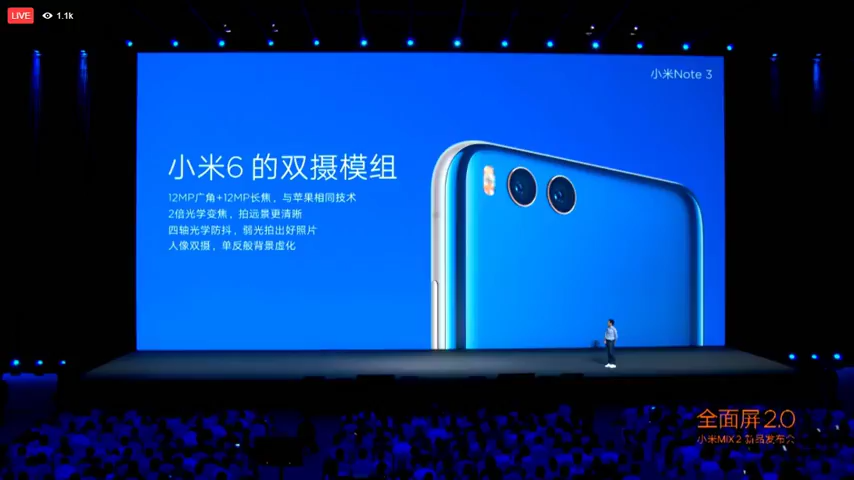 LIVE 1.1k
小米Note 3
小米6 的双摄模组
12MP广角+12MP长焦，与苹果相同技术
2倍光学变焦，拍远景更清晰
四轴光学防抖，弱光拍出好照片
人像双摄，单反般背景虚化
全面屏2.0
小米MIX2 新品发布会